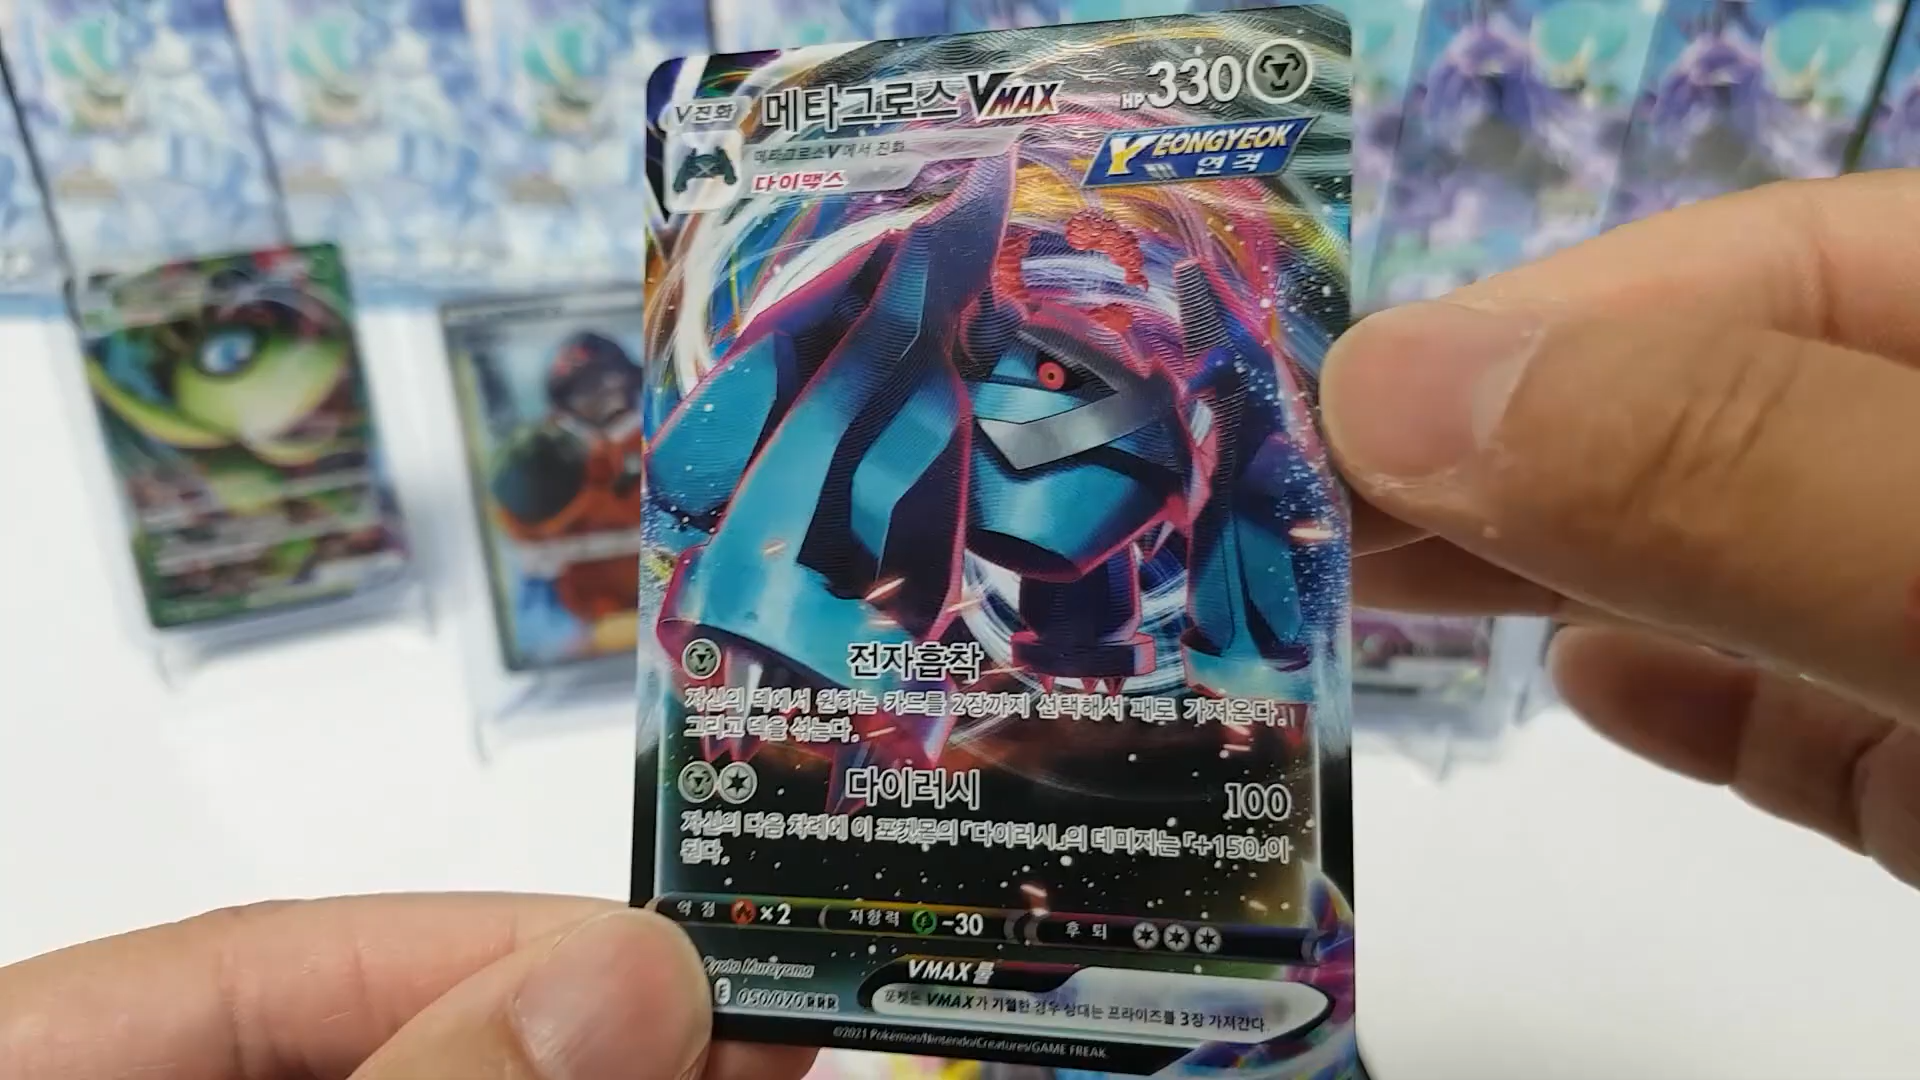 V진화 메타그로스 VMAX HP 330
메타그로스V에서 진화
다이맥스
YEONGYEOK
연격
전자흡착
자신의 덱에서 원하는 카드를 2장까지 선택해서 패로 가져온다.
그리고 덱을 섞는다.
다이러시 100
자신의 다음 차례에 이 포켓몬의 「다이러시」의 데미지는 「+150」이
된다.
약점 ×2 저항력 -30 후퇴
Ryota Murayama
VMAX 룰
E 050/070 RRR
포켓몬 VMAX가 기절한 경우 상대는 프라이즈를 3장 가져간다.
©2021 Pokémon/Nintendo/Creatures/GAME FREAK.